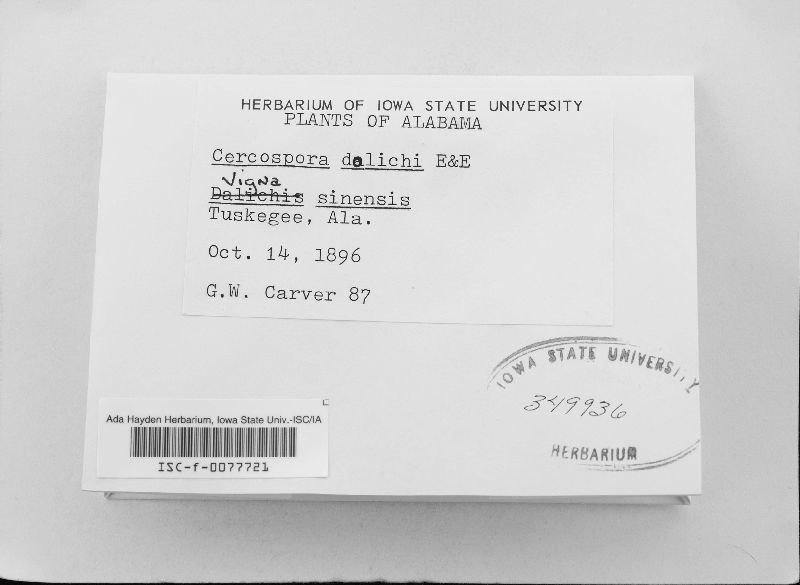 HERBARIUM OF IOWA STATE UNIVERSITY
PLANTS OF ALABAMA
Cercospora dolichi E&E
Vigna
Dalichis sinensis
Tuskegee, Ala.
Oct. 14, 1896
G.W. Carver 87
IOWA STATE UNIVERSITY
349936
HERBARIUM
Ada Hayden Herbarium, Iowa State Univ.-ISC/IA
ISC-f-0077721